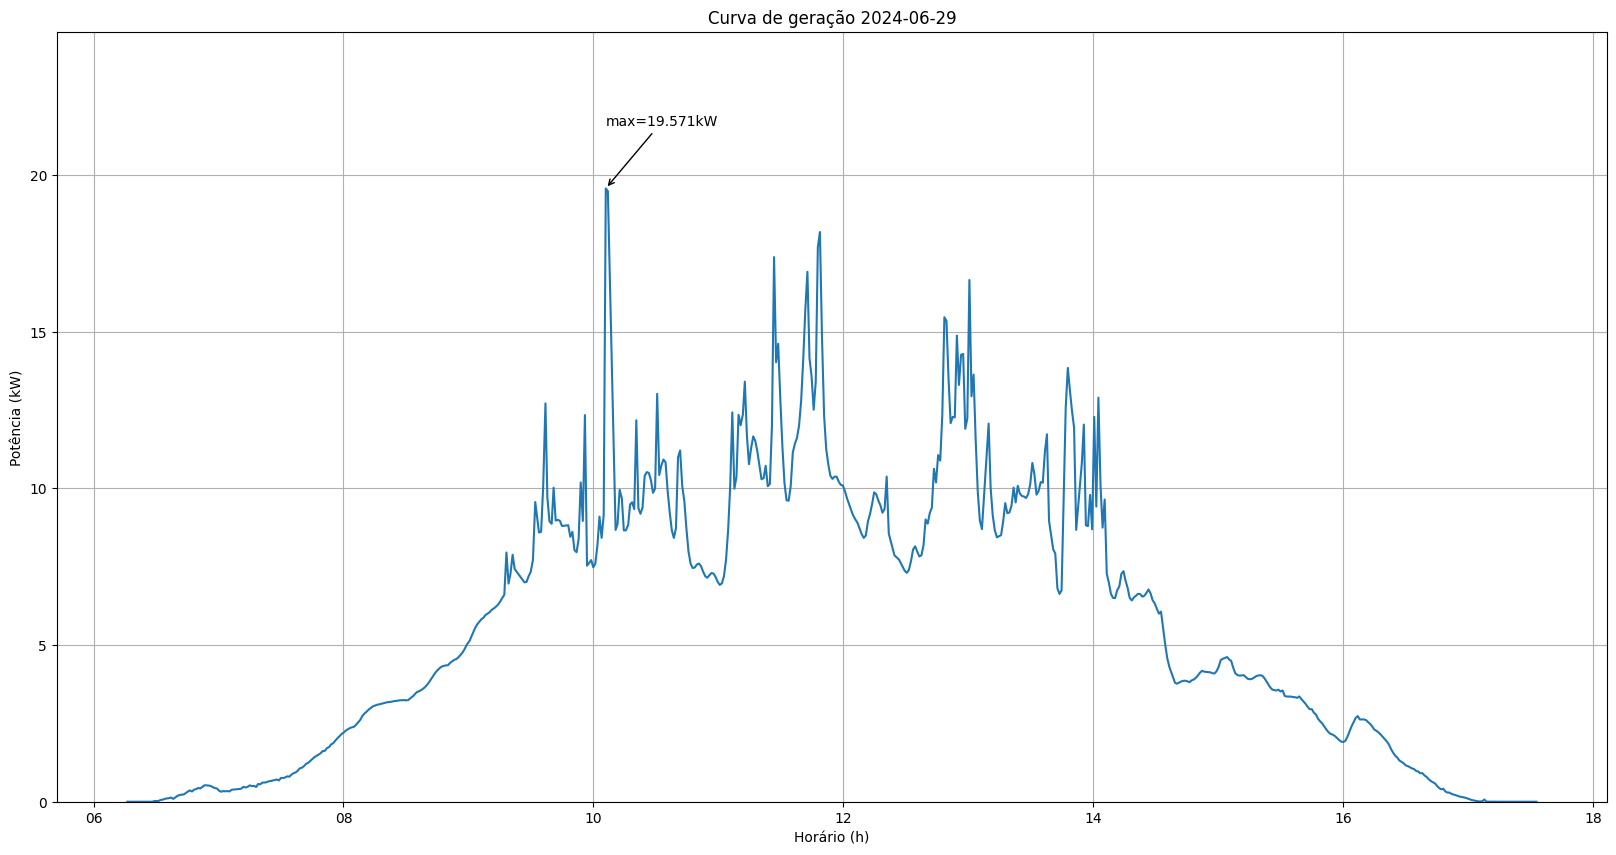 Curva de geração 2024-06-29
max=19.571kW
Potência (kW)
20
15
10
5
0
06 08 10 12 14 16 18
Horário (h)